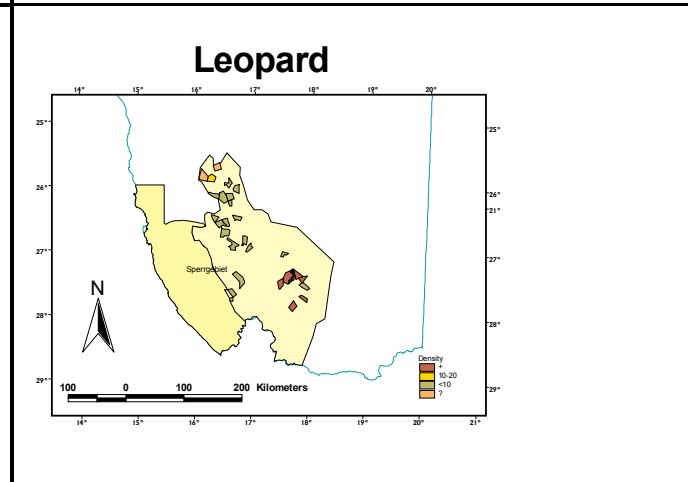 Leopard
14° 15° 16° 17° 18° 19° 20°
25° 25°
26° 26°
21°
27° 27°
Sperrgebiet
N
28° 28°
Density
+
10-20
<10
?
29° 29°
100 0 100 200 Kilometers
14° 15° 16° 17° 18° 19° 20° 21°